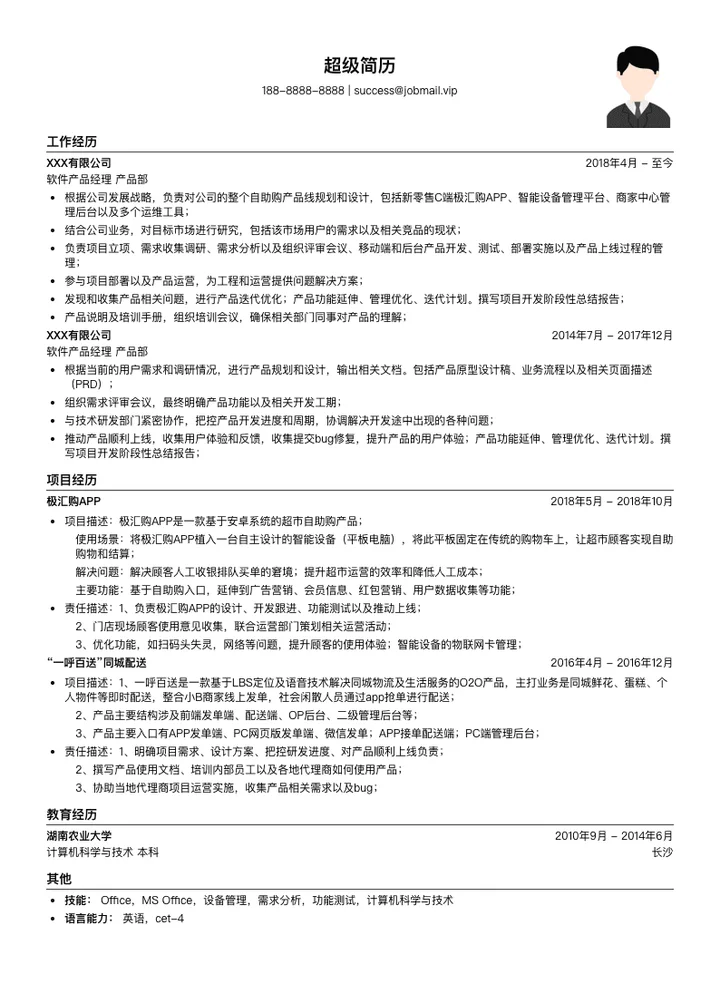 超级简历
188-8888-8888 | success@jobmail.vip
工作经历
XXX有限公司 2018年4月 – 至今
软件产品经理 产品部
• 根据公司发展战略，负责对公司的整个自助购产品线规划和设计，包括新零售C端极汇购APP、智能设备管理平台、商家中心管
理后台以及多个运维工具；
• 结合公司业务，对目标市场进行研究，包括该市场用户的需求以及相关竞品的现状；
• 负责项目立项、需求收集调研、需求分析以及组织评审会议、移动端和后台产品开发、测试、部署实施以及产品上线过程的管
理；
• 参与项目部署以及产品运营，为工程和运营提供问题解决方案；
• 发现和收集产品相关问题，进行产品迭代优化；产品功能延伸、管理优化、迭代计划。撰写项目开发阶段性总结报告；
• 产品说明及培训手册，组织培训会议，确保相关部门同事对产品的理解；
XXX有限公司 2014年7月 – 2017年12月
软件产品经理 产品部
• 根据当前的用户需求和调研情况，进行产品规划和设计，输出相关文档。包括产品原型设计稿、业务流程以及相关页面描述
（PRD）；
• 组织需求评审会议，最终明确产品功能以及相关开发工期；
• 与技术研发部门紧密协作，把控产品开发进度和周期，协调解决开发途中出现的各种问题；
• 推动产品顺利上线，收集用户体验和反馈，收集提交bug修复，提升产品的用户体验；产品功能延伸、管理优化、迭代计划。撰
写项目开发阶段性总结报告；
项目经历
极汇购APP 2018年5月 – 2018年10月
• 项目描述：极汇购APP是一款基于安卓系统的超市自助购产品；
使用场景：将极汇购APP植入一台自主设计的智能设备（平板电脑），将此平板固定在传统的购物车上，让超市顾客实现自助
购物和结算；
解决问题：解决顾客人工收银排队买单的窘境；提升超市运营的效率和降低人工成本；
主要功能：基于自助购入口，延伸到广告营销、会员信息、红包营销、用户数据收集等功能；
• 责任描述：1、负责极汇购APP的设计、开发跟进、功能测试以及推动上线；
2、门店现场顾客使用意见收集，联合运营部门策划相关运营活动；
3、优化功能，如扫码头失灵，网络等问题，提升顾客的使用体验；智能设备的物联网卡管理；
“一呼百送”同城配送 2016年4月 – 2016年12月
• 项目描述：1、一呼百送是一款基于LBS定位及语音技术解决同城物流及生活服务的O2O产品，主打业务是同城鲜花、蛋糕、个
人物件等即时配送，整合小B商家线上发单，社会闲散人员通过app抢单进行配送；
2、产品主要结构涉及前端发单端、配送端、OP后台、二级管理后台等；
3、产品主要入口有APP发单端、PC网页版发单端、微信发单；APP接单配送端；PC端管理后台；
• 责任描述：1、明确项目需求、设计方案、把控研发进度、对产品顺利上线负责；
2、撰写产品使用文档、培训内部员工以及各地代理商如何使用产品；
3、协助当地代理商项目运营实施，收集产品相关需求以及bug；
教育经历
湖南农业大学 2010年9月 – 2014年6月
计算机科学与技术 本科 长沙
其他
• 技能： Office，MS Office，设备管理，需求分析，功能测试，计算机科学与技术
• 语言能力： 英语，cet-4